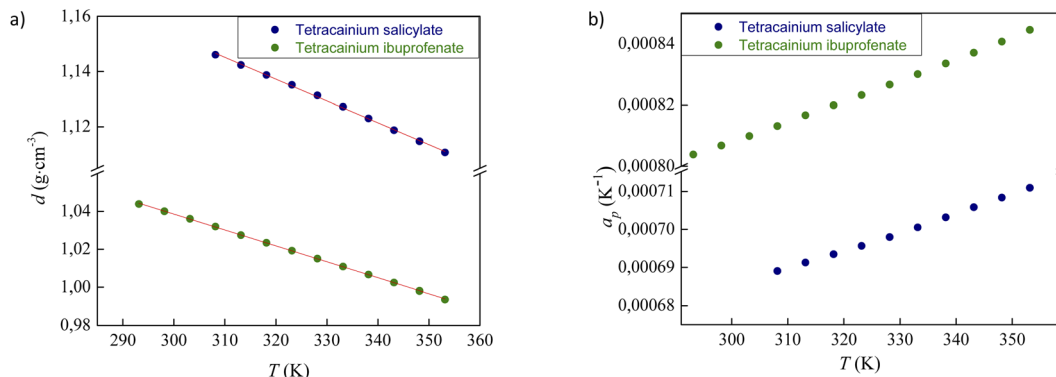 a)
Tetracainium salicylate
Tetracainium ibuprofenate
1,16
1,14
1,12
1,04
1,02
1,00
0,98
d (g·cm-3)
290 300 310 320 330 340 350 360
T (K)
b)
Tetracainium salicylate
Tetracainium ibuprofenate
0,00084
0,00082
0,00080
0,00071
0,00070
0,00069
0,00068
ap (K-1)
300 310 320 330 340 350
T (K)